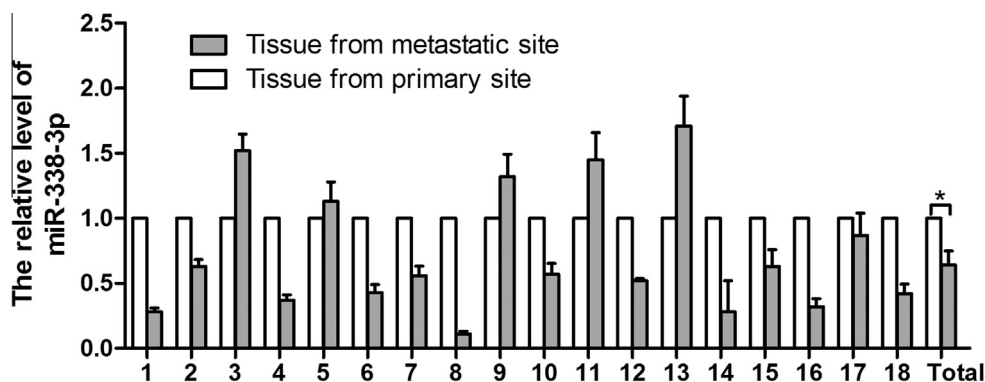 The relative level of
miR-338-3p
2.5
2.0
1.5
1.0
0.5
0.0
Tissue from metastatic site
Tissue from primary site
*
1 2 3 4 5 6 7 8 9 10 11 12 13 14 15 16 17 18 Total